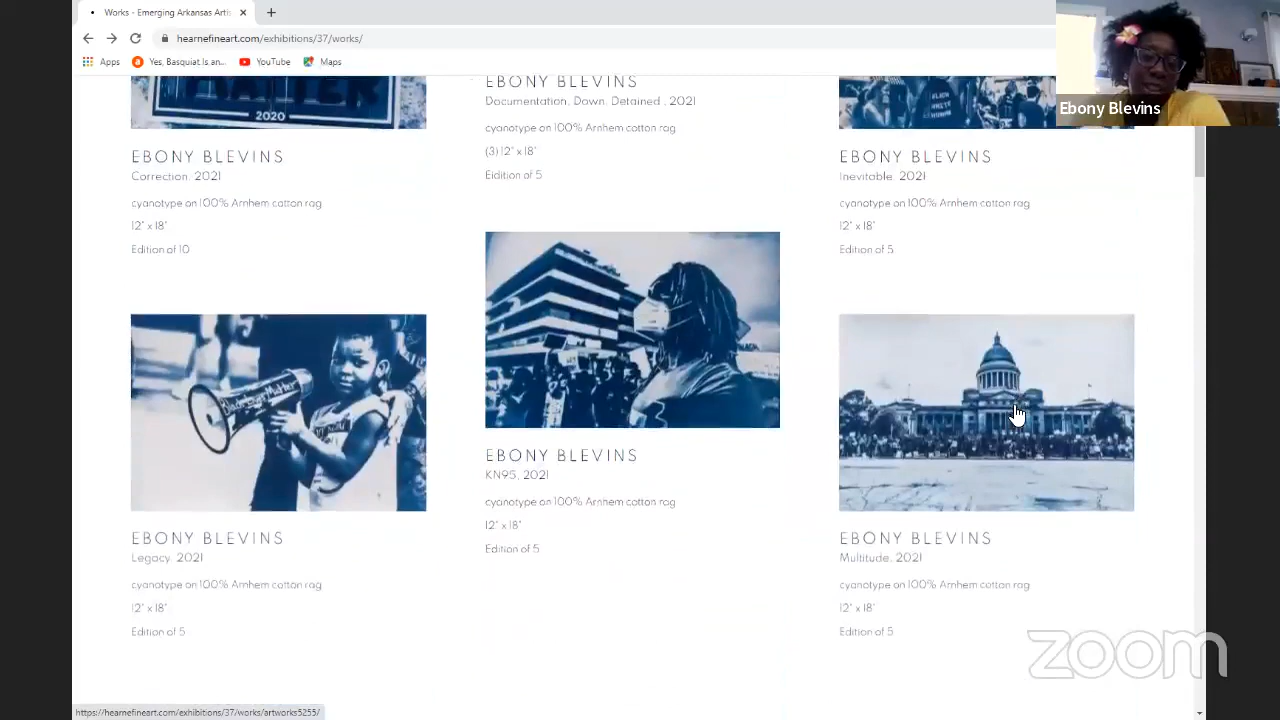 Works - Emerging Arkansas Artis
hearnefineart.com/exhibitions/37/works/
Apps
Yes, Basquiat Is an...
YouTube
Maps
Ebony Blevins
MATTER
2020
EBONY BLEVINS
Correction, 2021
cyanotype on 100% Arnhem cotton rag
12" x 18"
Edition of 10
Black Lives Matter
EBONY BLEVINS
Legacy, 2021
cyanotype on 100% Arnhem cotton rag
12" x 18"
Edition of 5
EBONY BLEVINS
Documentation. Down. Detained., 2021
cyanotype on 100% Arnhem cotton rag
(3) 12" x 18"
Eidition of 5
EBONY BLEVINS
KN95, 2021
cyanotype on 100% Arnhem cotton rag
12" x 18"
Edition of 5
EBONY BLEVINS
Inevitable, 2021
cyanotype on 100% Arnhem cotton rag
12" x 18"
Edition of 5
EBONY BLEVINS
Multitude, 2021
cyanotype on 100% Arnhem cotton rag
12" x 18"
Edition of 5
zoom
https://hearnefineart.com/exhibitions/37/works/artworks5255/